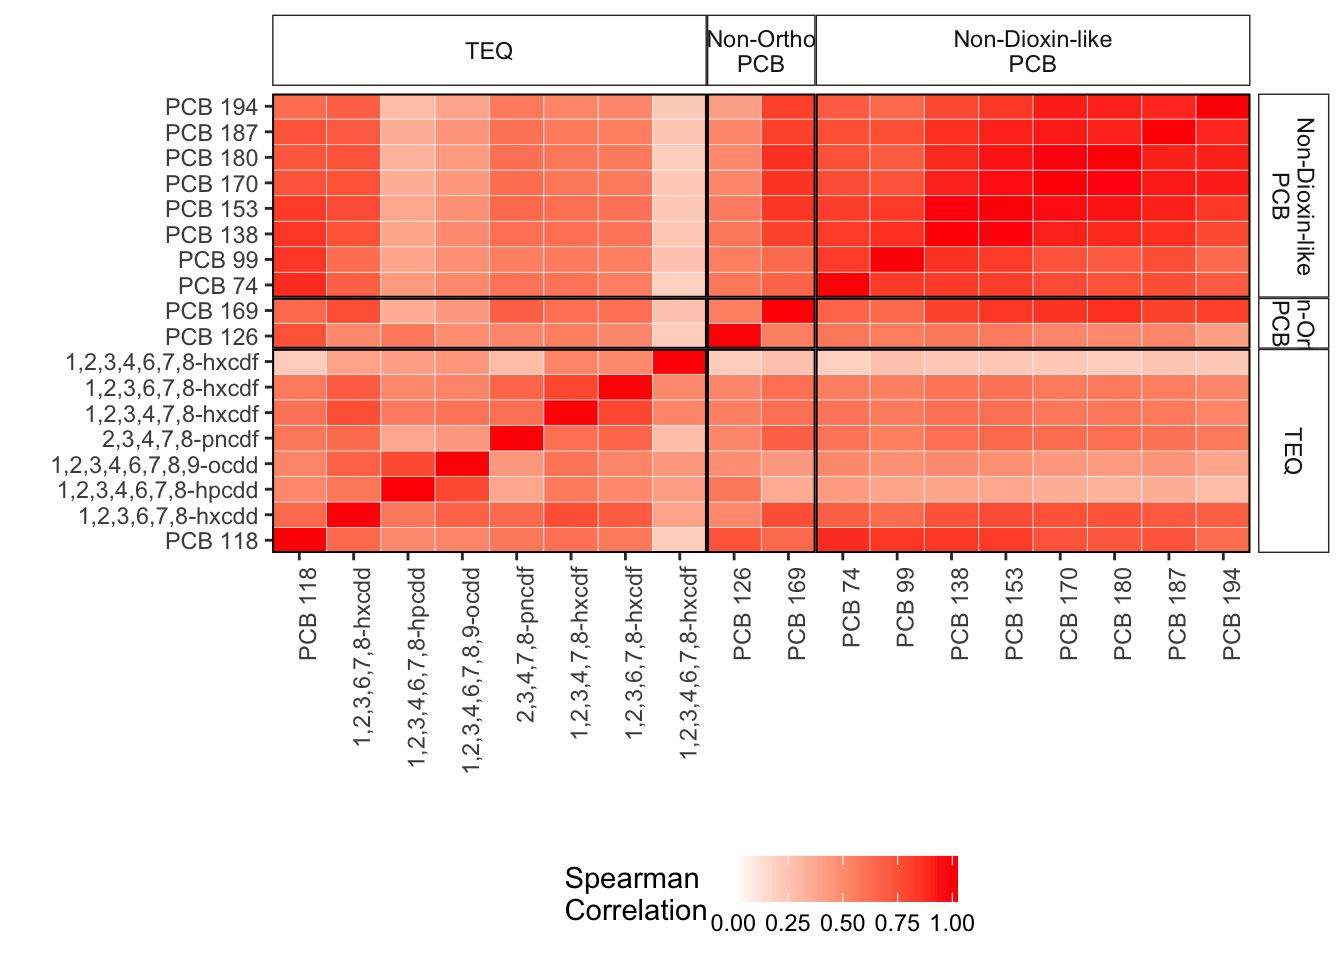 TEQ
Non-Ortho
PCB
Non-Dioxin-like
PCB
PCB 194
PCB 187
PCB 180
PCB 170
PCB 153
PCB 138
PCB 99
PCB 74
PCB 169
PCB 126
1,2,3,4,6,7,8-hxcdf
1,2,3,6,7,8-hxcdf
1,2,3,4,7,8-hxcdf
2,3,4,7,8-pncdf
1,2,3,4,6,7,8,9-ocdd
1,2,3,4,6,7,8-hpcdd
1,2,3,6,7,8-hxcdd
PCB 118
Non-Dioxin-like
PCB
n-Or
PCB
TEQ
PCB 118
1,2,3,6,7,8-hxcdd
1,2,3,4,6,7,8-hpcdd
1,2,3,4,6,7,8,9-ocdd
2,3,4,7,8-pncdf
1,2,3,4,7,8-hxcdf
1,2,3,6,7,8-hxcdf
1,2,3,4,6,7,8-hxcdf
PCB 126
PCB 169
PCB 74
PCB 99
PCB 138
PCB 153
PCB 170
PCB 180
PCB 187
PCB 194
Spearman
Correlation
0.00 0.25 0.50 0.75 1.00